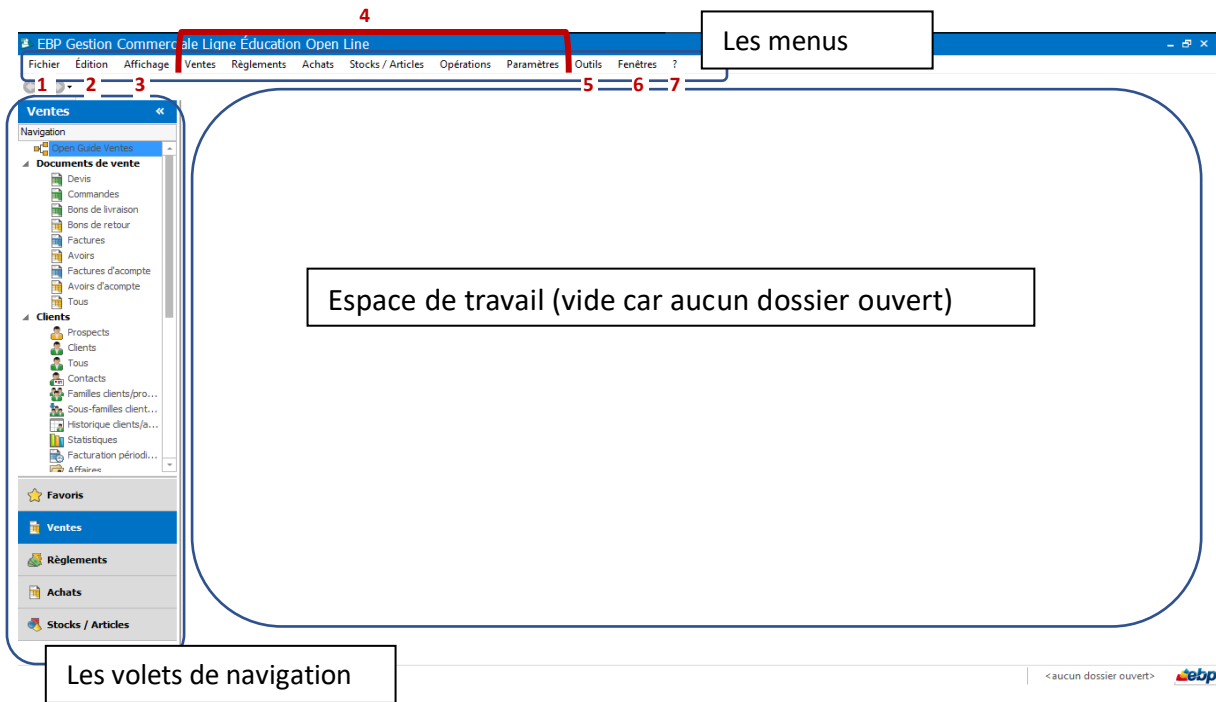 4
EBP Gestion Commerciale Ligne Éducation Open Line
Les menus
Fichier Édition Affichage Ventes Règlements Achats Stocks / Articles Opérations Paramètres Outils Fenêtres ?
1 2 3 5 6 7
Ventes «
Navigation
Open Guide Ventes
Documents de vente
Devis
Commandes
Bons de livraison
Bons de retour
Factures
Avoirs
Factures d'acompte
Avoirs d'acompte
Tous
Clients
Prospects
Clients
Tous
Contacts
Familles clients/pro...
Sous-familles client...
Historique clients/a...
Statistiques
Facturation périodi...
Affaires
Favoris
Ventes
Règlements
Achats
Stocks / Articles
Espace de travail (vide car aucun dossier ouvert)
Les volets de navigation
<aucun dossier ouvert>
ebp